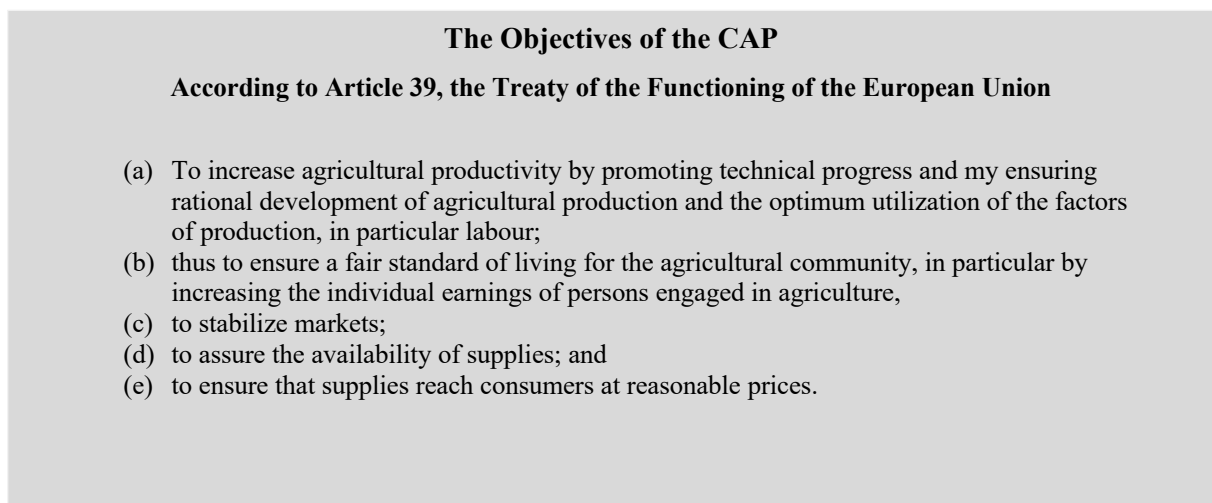 The Objectives of the CAP
According to Article 39, the Treaty of the Functioning of the European Union
(a) To increase agricultural productivity by promoting technical progress and my ensuring
rational development of agricultural production and the optimum utilization of the factors
of production, in particular labour;
(b) thus to ensure a fair standard of living for the agricultural community, in particular by
increasing the individual earnings of persons engaged in agriculture,
(c) to stabilize markets;
(d) to assure the availability of supplies; and
(e) to ensure that supplies reach consumers at reasonable prices.